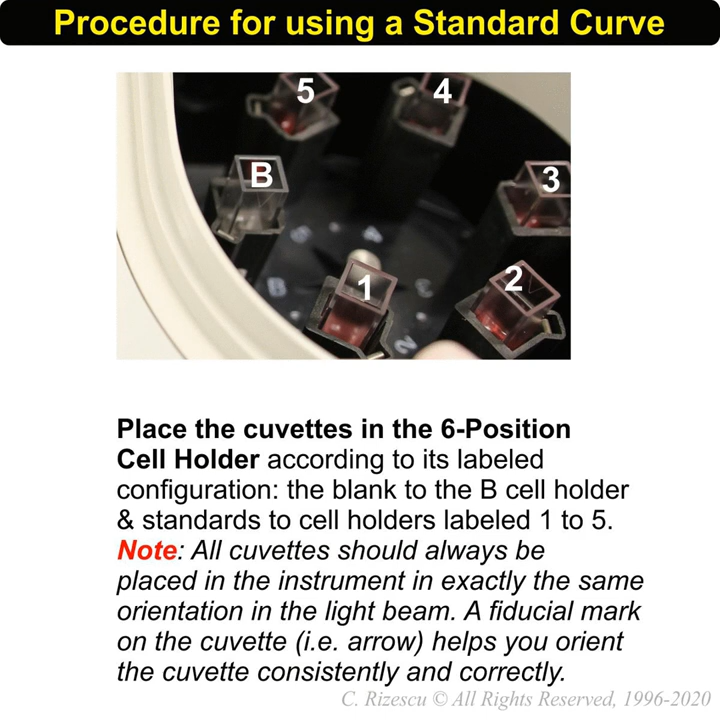 Procedure for using a Standard Curve
5
4
B
3
1
2
Place the cuvettes in the 6-Position
Cell Holder according to its labeled
configuration: the blank to the B cell holder
& standards to cell holders labeled 1 to 5.
Note: All cuvettes should always be
placed in the instrument in exactly the same
orientation in the light beam. A fiducial mark
on the cuvette (i.e. arrow) helps you orient
the cuvette consistently and correctly.
C. Rizescu © All Rights Reserved, 1996-2020